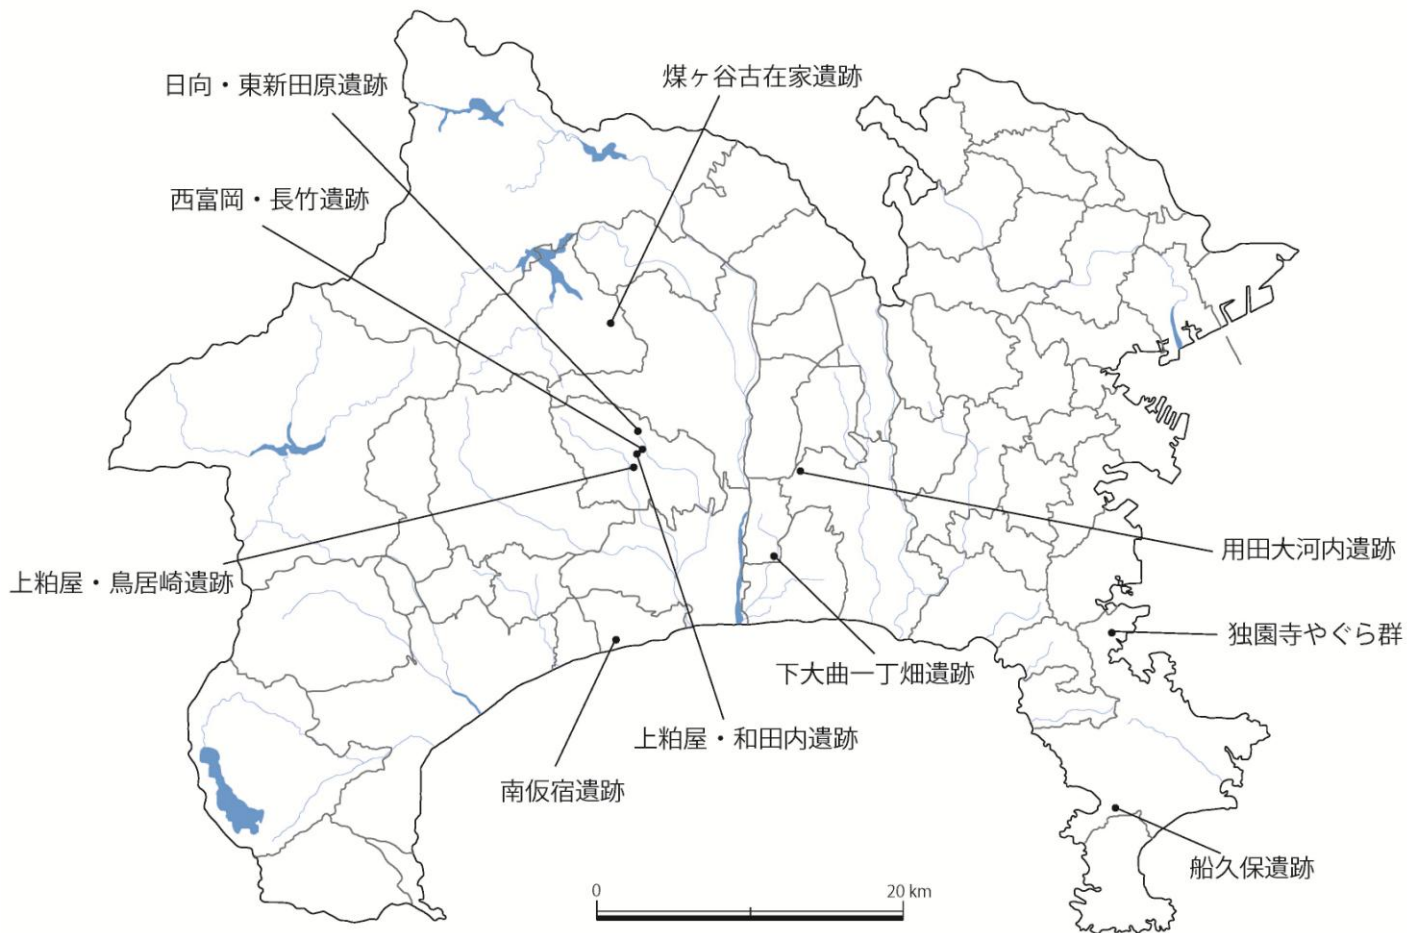 日向・東新田原遺跡
煤ヶ谷古在家遺跡
西富岡・長竹遺跡
用田大河内遺跡
上粕屋・鳥居崎遺跡
独園寺やぐら群
下大曲一丁畑遺跡
上粕屋・和田内遺跡
南仮宿遺跡
船久保遺跡
0
20 km